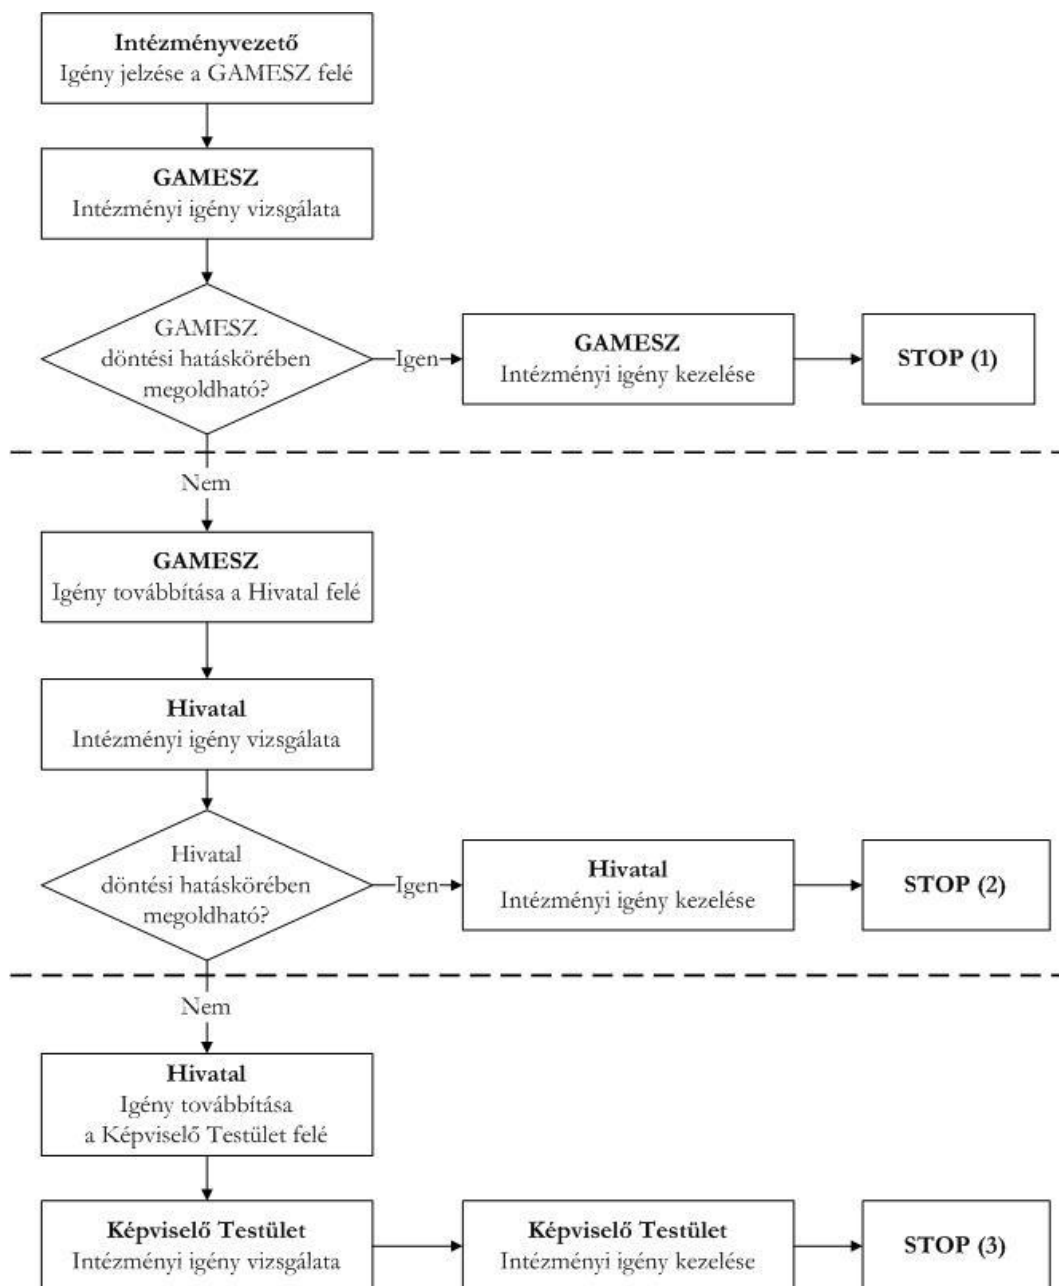 Intézményvezető
Igény jelzése a GAMESZ felé
GAMESZ
Intézményi igény vizsgálata
GAMESZ
döntési hatáskörében
megoldható?
Igen
GAMESZ
Intézményi igény kezelése
STOP (1)
Nem
GAMESZ
Igény továbbítása a Hivatal felé
Hivatal
Intézményi igény vizsgálata
Hivatal
döntési hatáskörében
megoldható?
Igen
Hivatal
Intézményi igény kezelése
STOP (2)
Nem
Hivatal
Igény továbbítása
a Képviselő Testület felé
Képviselő Testület
Intézményi igény vizsgálata
Képviselő Testület
Intézményi igény kezelése
STOP (3)